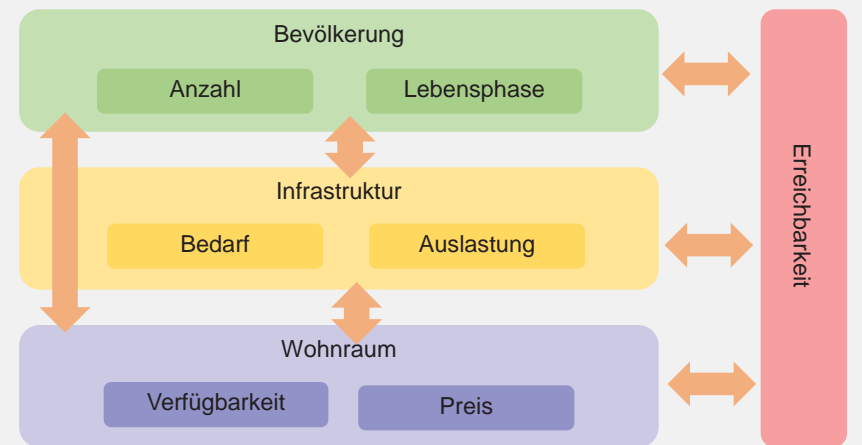 Bevölkerung
Anzahl
Lebensphase
Infrastruktur
Bedarf
Auslastung
Wohnraum
Verfügbarkeit
Preis
Erreichbarkeit